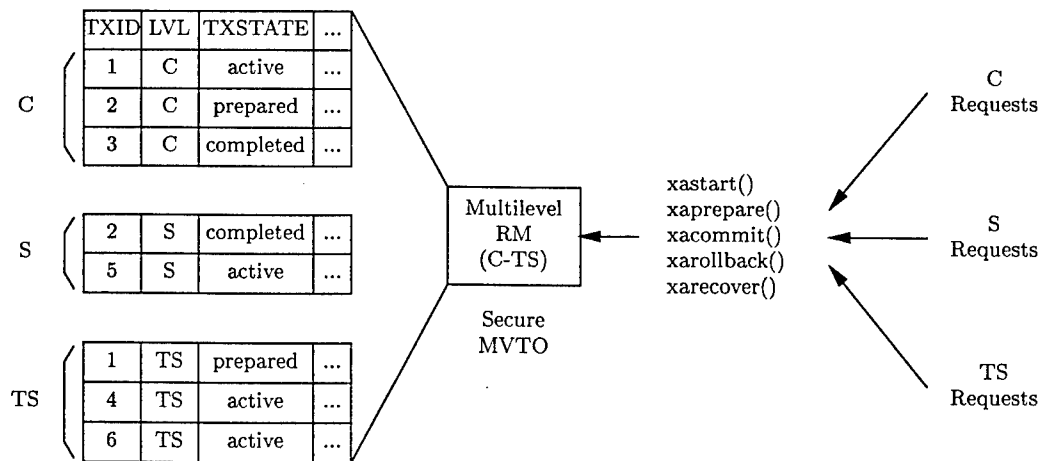 TXID LVL TXSTATE ...
1 C active ...
2 C prepared ...
3 C completed ...
C
2 S completed ...
5 S active ...
S
1 TS prepared ...
4 TS active ...
6 TS active ...
TS
Multilevel
RM
(C-TS)
Secure
MVTO
xastart()
xaprepare()
xacommit()
xarollback()
xarecover()
C
Requests
S
Requests
TS
Requests